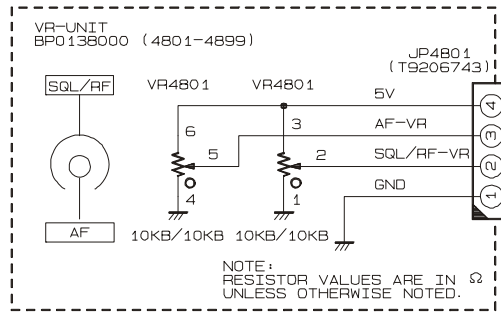 VR-UNIT
BP0138000 (4801-4899)
JP4801
(T9206743)
SQL/RF
VR4801
VR4801
5V
4
6
3
AF-VR
3
5
2
SQL/RF-VR
2
4
1
GND
1
AF
10KB/10KB
10KB/10KB
NOTE:
RESISTOR VALUES ARE IN Ω
UNLESS OTHERWISE NOTED.